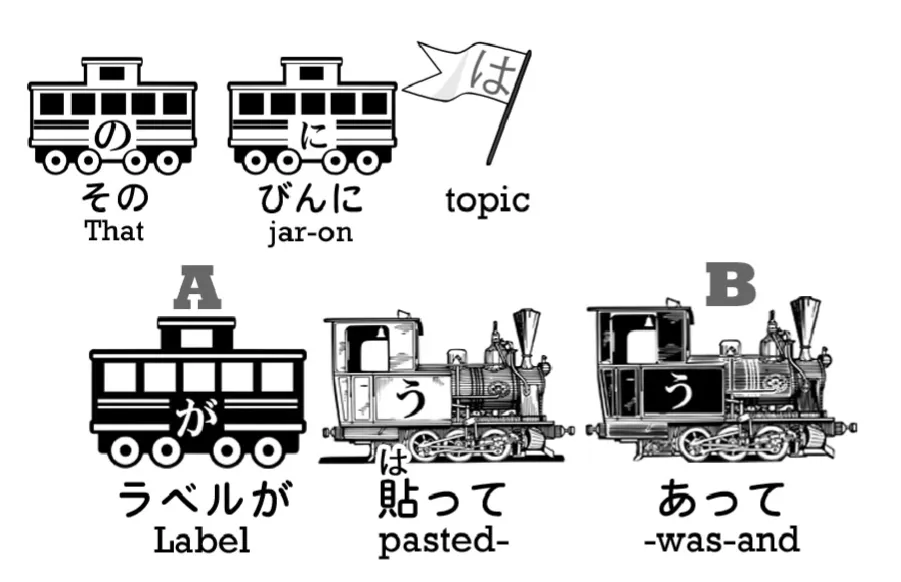 の に は
その びんに topic
That jar-on
A B
が う う
ラベルが 貼って あって
は
Label pasted- -was-and